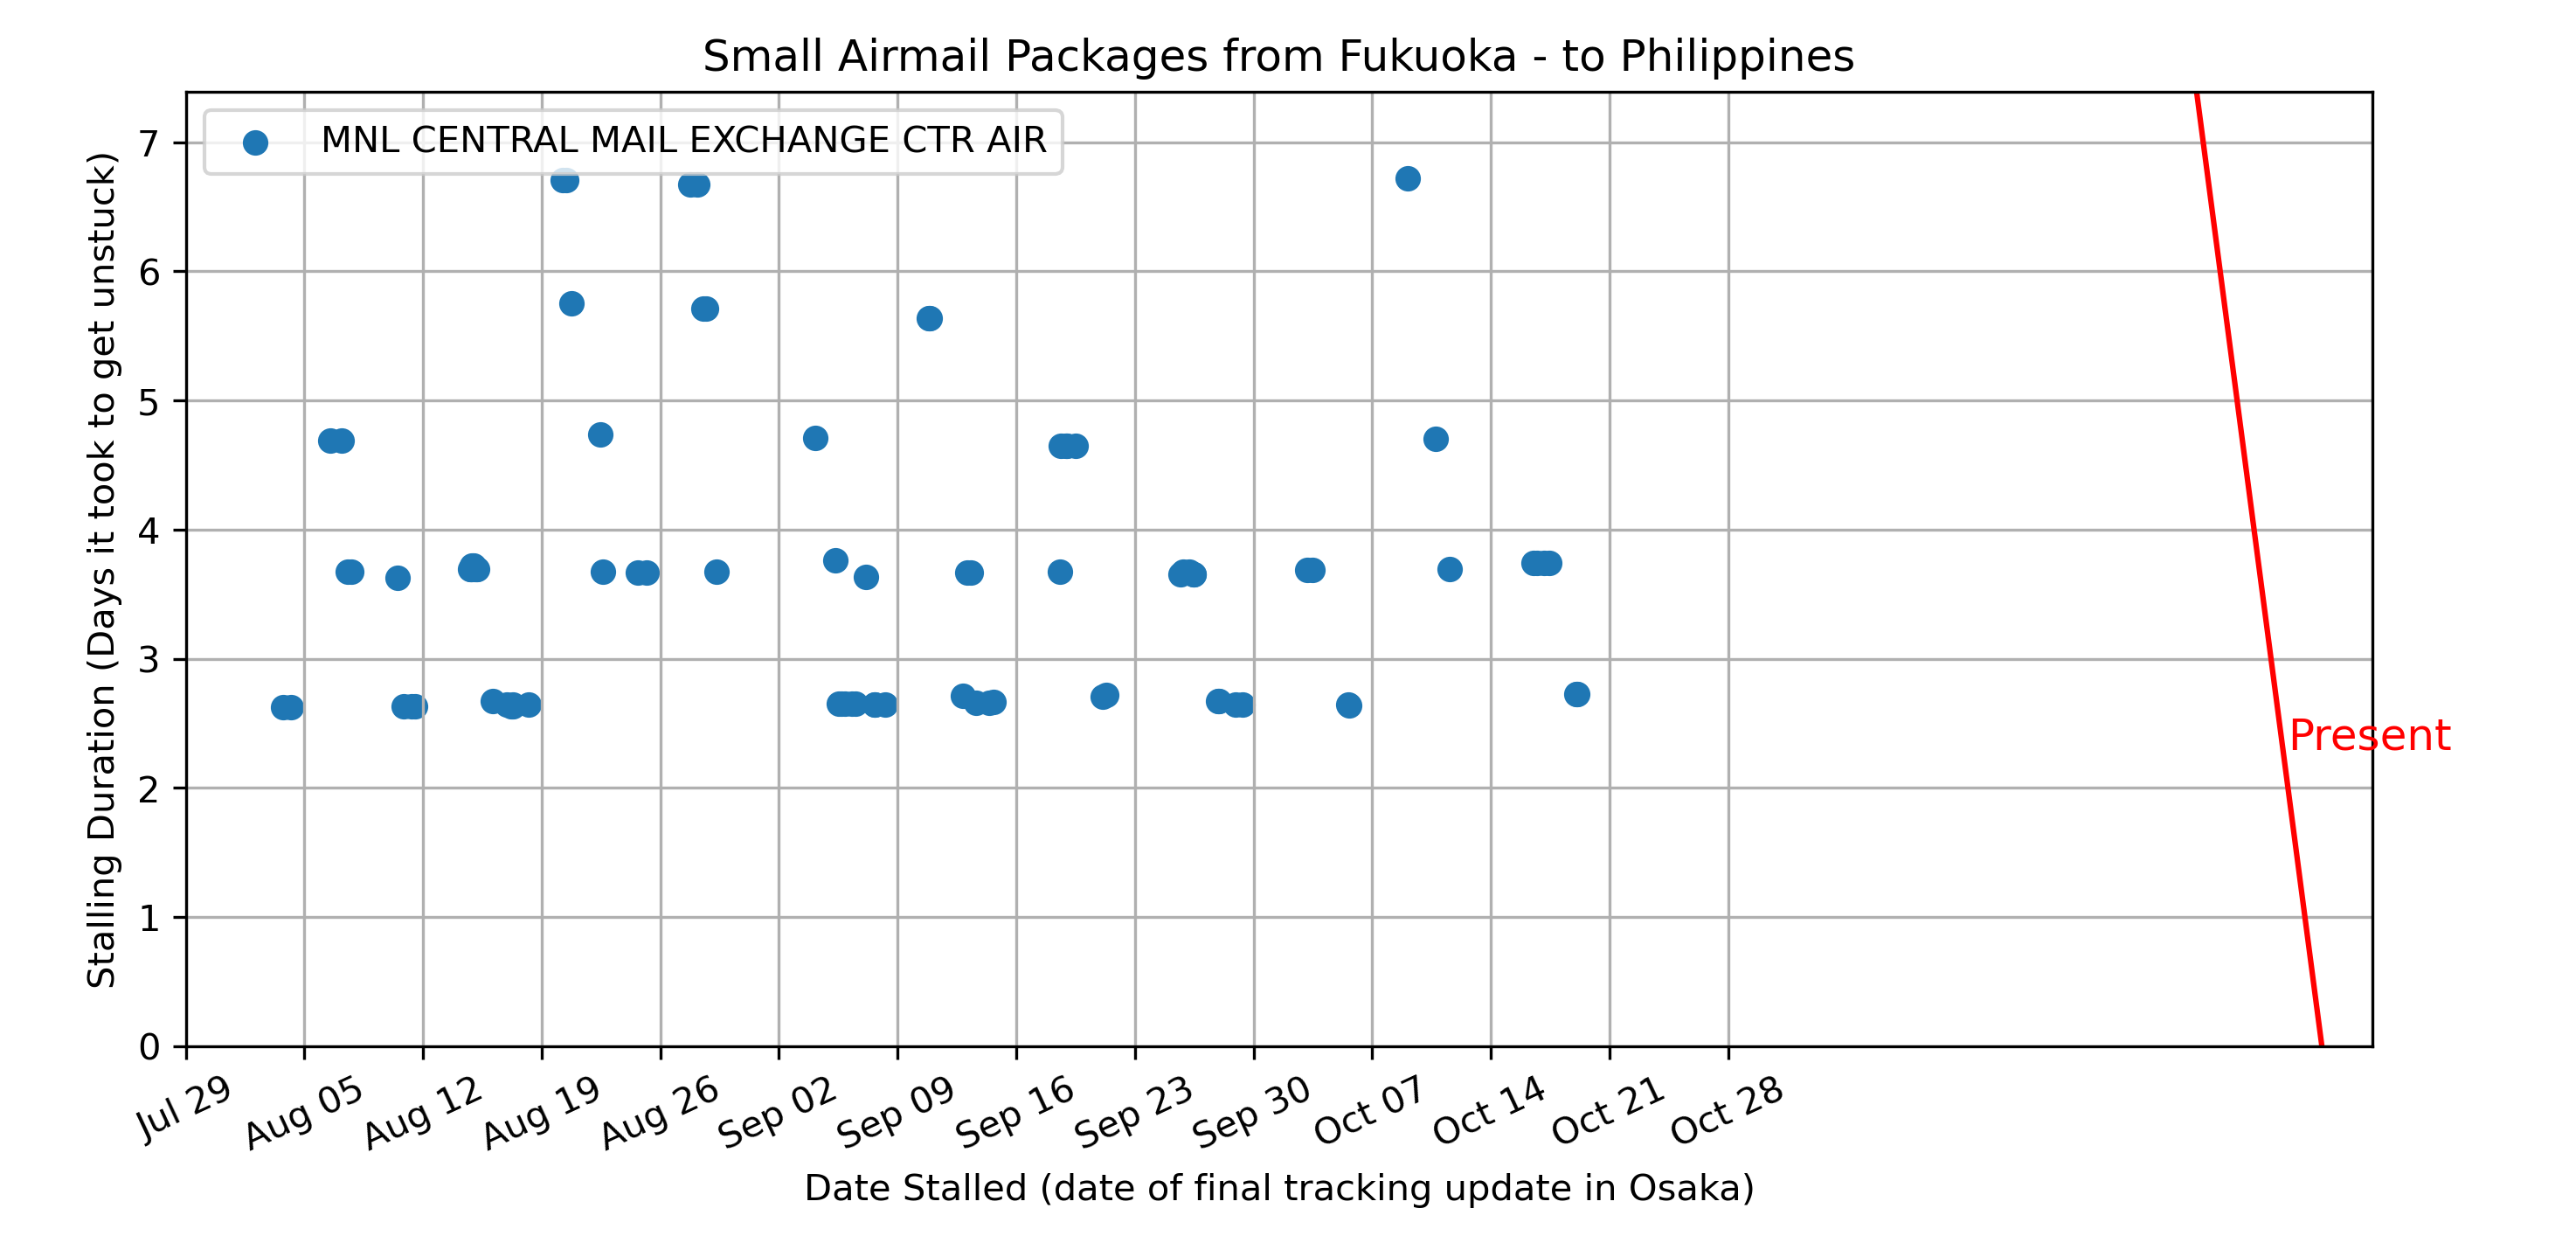 Small Airmail Packages from Fukuoka - to Philippines
MNL CENTRAL MAIL EXCHANGE CTR AIR
Stalling Duration (Days it took to get unstuck)
7
6
5
4
3
2
1
0
Present
Jul 29
Aug 05
Aug 12
Aug 19
Aug 26
Sep 02
Sep 09
Sep 16
Sep 23
Sep 30
Oct 07
Oct 14
Oct 21
Oct 28
Date Stalled (date of final tracking update in Osaka)